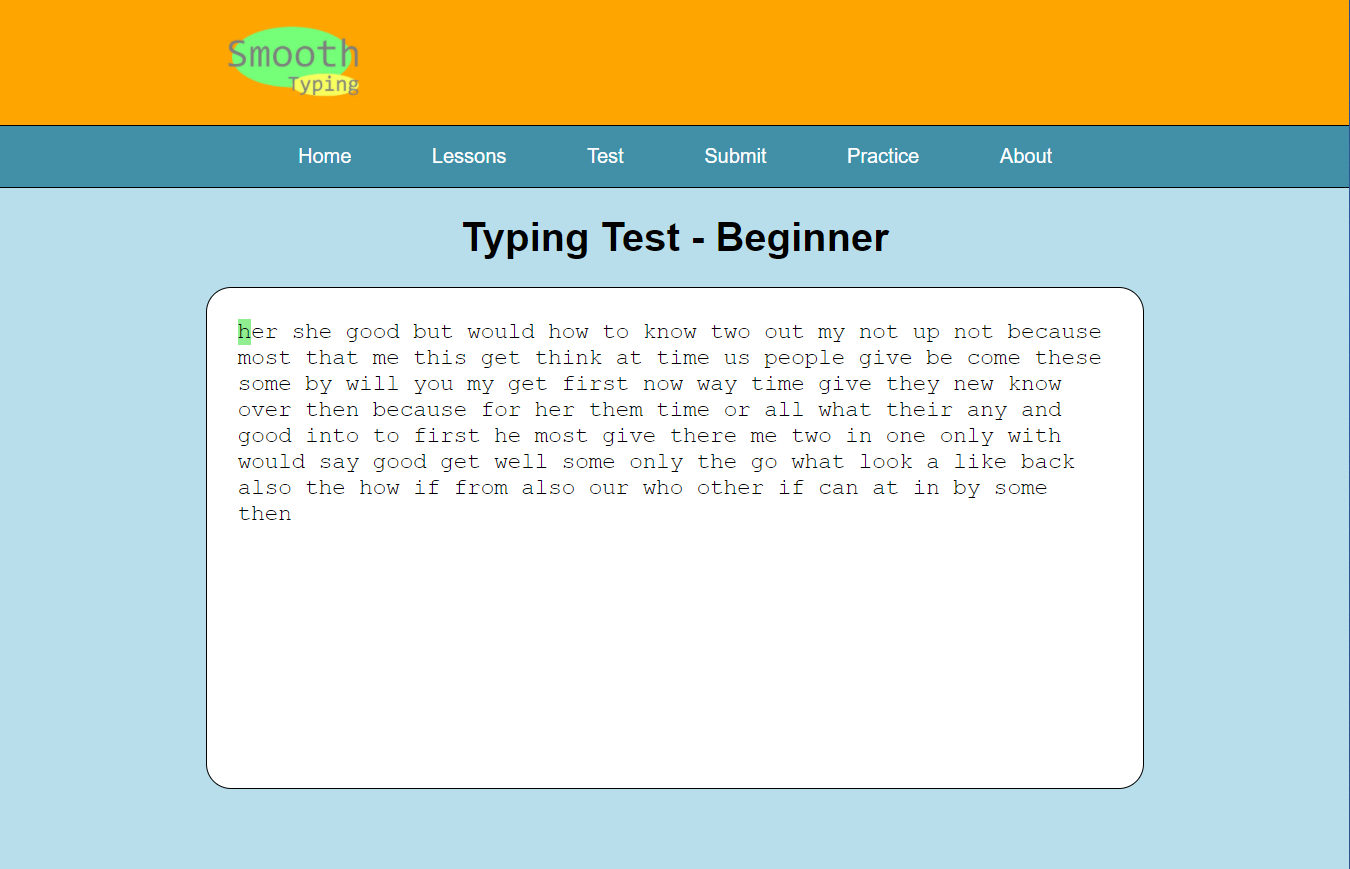 Smooth
Typing
Home Lessons Test Submit Practice About
Typing Test - Beginner
her she good but would how to know two out my not up not because
most that me this get think at time us people give be come these
some by will you my get first now way time give they new know
over then because for her them time or all what their any and
good into to first he most give there me two in one only with
would say good get well some only the go what look a like back
also the how if from also our who other if can at in by some
then